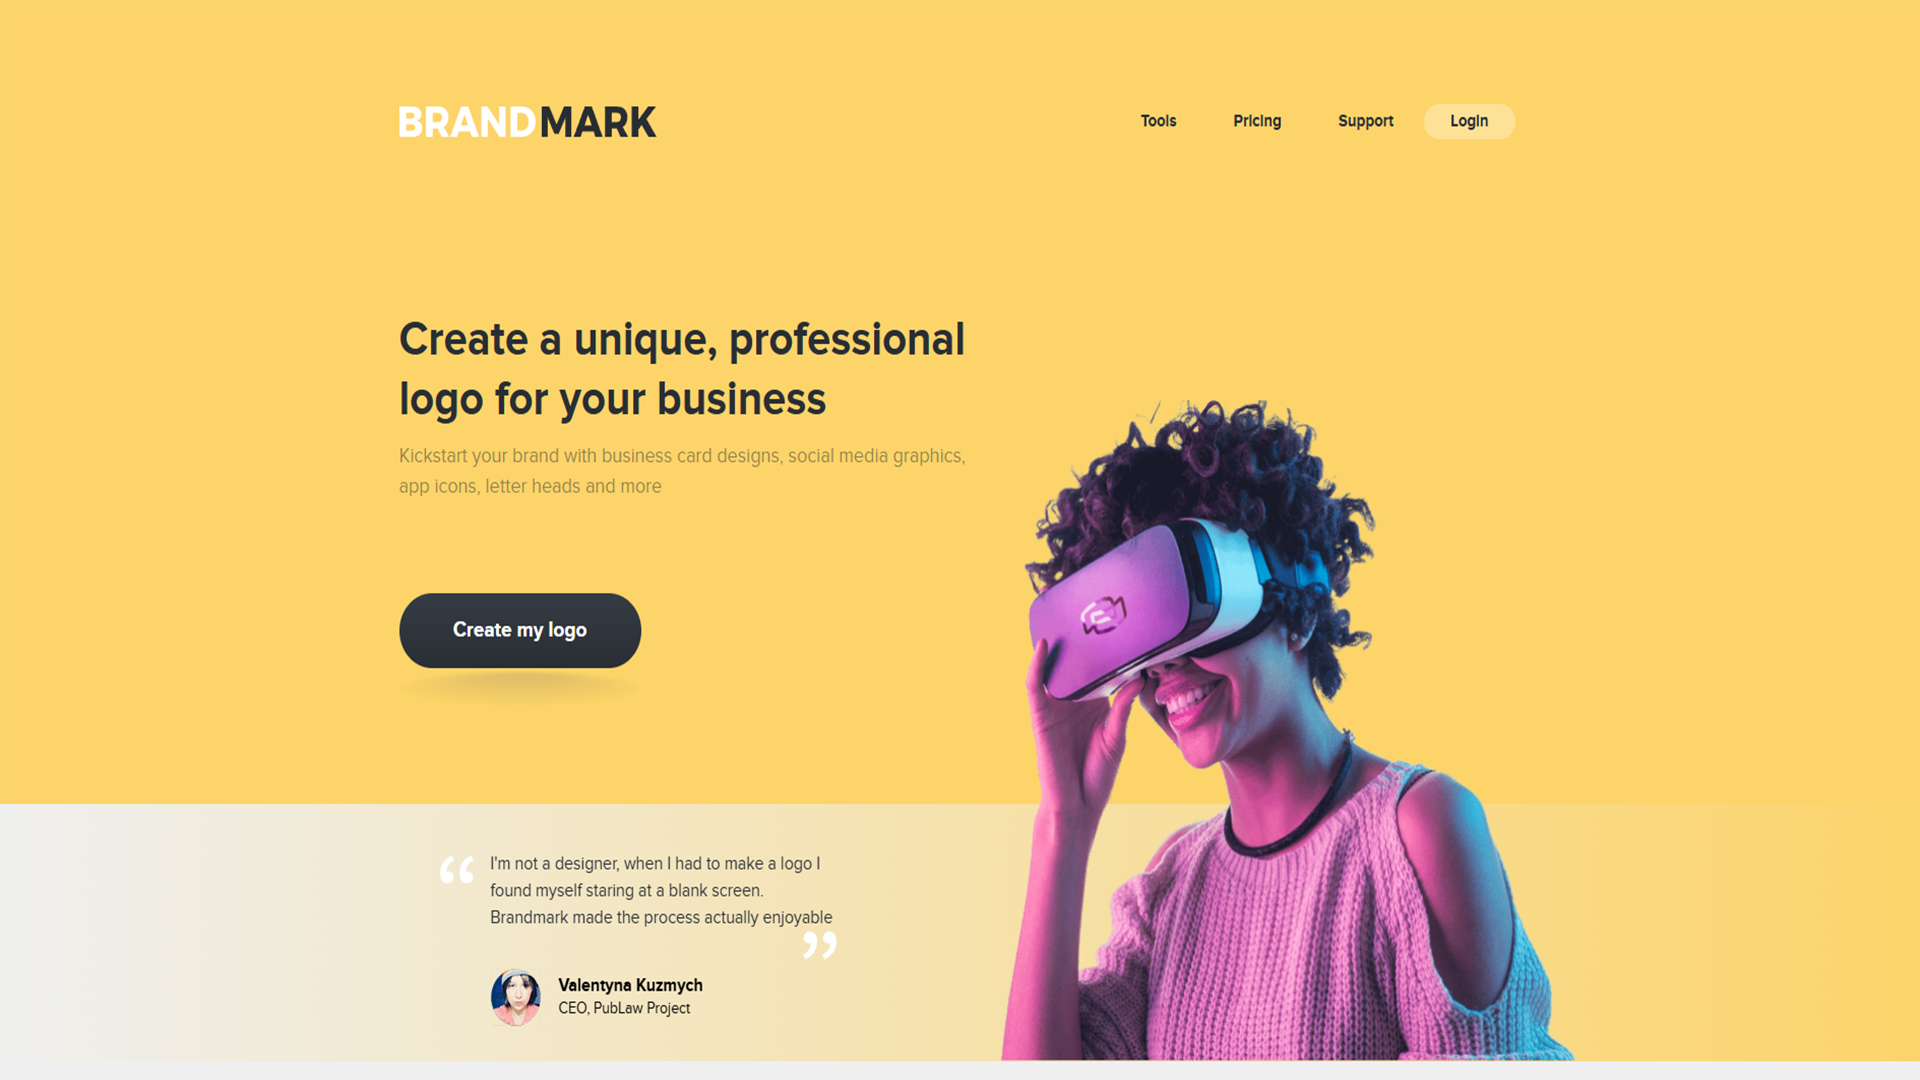 BRANDMARK
Tools
Pricing
Support
Login
Create a unique, professional
logo for your business
Kickstart your brand with business card designs, social media graphics,
app icons, letter heads and more
Create my logo
“ I'm not a designer, when I had to make a logo I
found myself staring at a blank screen.
Brandmark made the process actually enjoyable ”
Valentyna Kuzmych
CEO, PubLaw Project